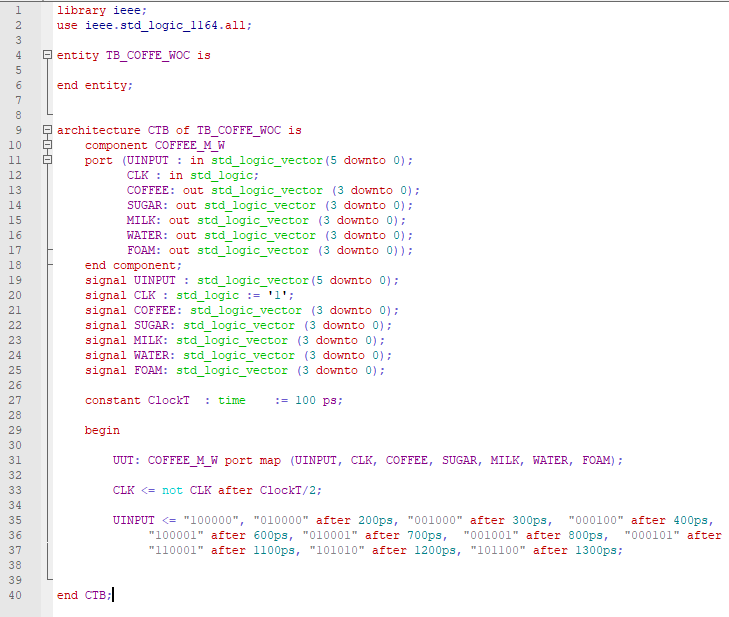 1 library ieee;
2 use ieee.std_logic_1164.all;
3
4 entity TB_COFFE_WOC is
5
6 end entity;
7
8
9 architecture CTB of TB_COFFE_WOC is
10 component COFFEE_M_W
11 port (UINPUT : in std_logic_vector(5 downto 0);
12 CLK : in std_logic;
13 COFFEE: out std_logic_vector (3 downto 0);
14 SUGAR: out std_logic_vector (3 downto 0);
15 MILK: out std_logic_vector (3 downto 0);
16 WATER: out std_logic_vector (3 downto 0);
17 FOAM: out std_logic_vector (3 downto 0));
18 end component;
19 signal UINPUT : std_logic_vector(5 downto 0);
20 signal CLK : std_logic := '1';
21 signal COFFEE: std_logic_vector (3 downto 0);
22 signal SUGAR: std_logic_vector (3 downto 0);
23 signal MILK: std_logic_vector (3 downto 0);
24 signal WATER: std_logic_vector (3 downto 0);
25 signal FOAM: std_logic_vector (3 downto 0);
26
27 constant ClockT : time := 100 ps;
28
29 begin
30
31 UUT: COFFEE_M_W port map (UINPUT, CLK, COFFEE, SUGAR, MILK, WATER, FOAM);
32
33 CLK <= not CLK after ClockT/2;
34
35 UINPUT <= "100000", "010000" after 200ps, "001000" after 300ps, "000100" after 400ps,
36 "100001" after 600ps, "010001" after 700ps, "001001" after 800ps, "000101" after
37 "110001" after 1100ps, "101010" after 1200ps, "101100" after 1300ps;
38
39
40 end CTB;